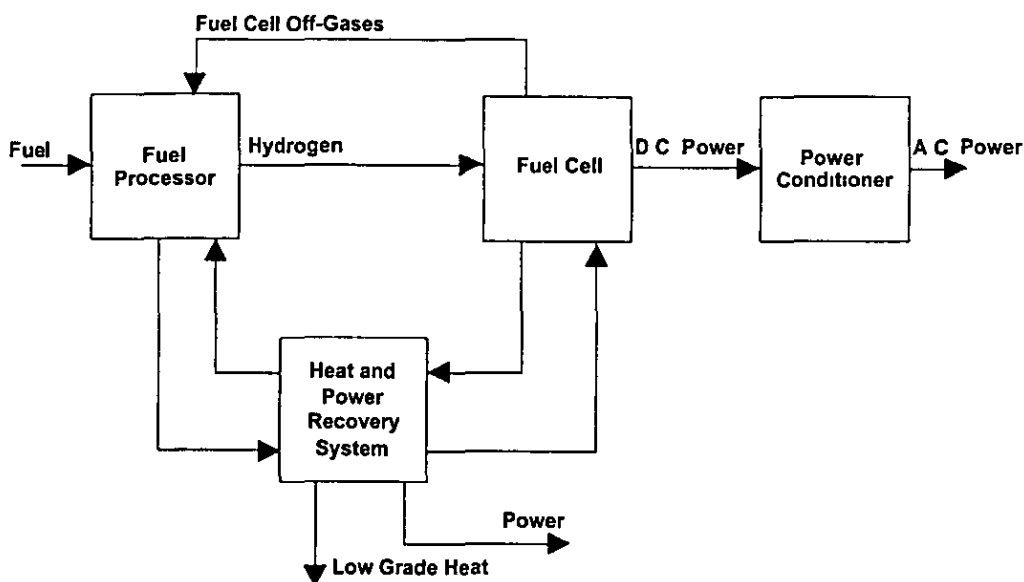 Fuel Cell Off-Gases
Fuel
Fuel
Processor
Hydrogen
Fuel Cell
D C Power
Power
Conditioner
A C Power
Heat and
Power
Recovery
System
Power
Low Grade Heat